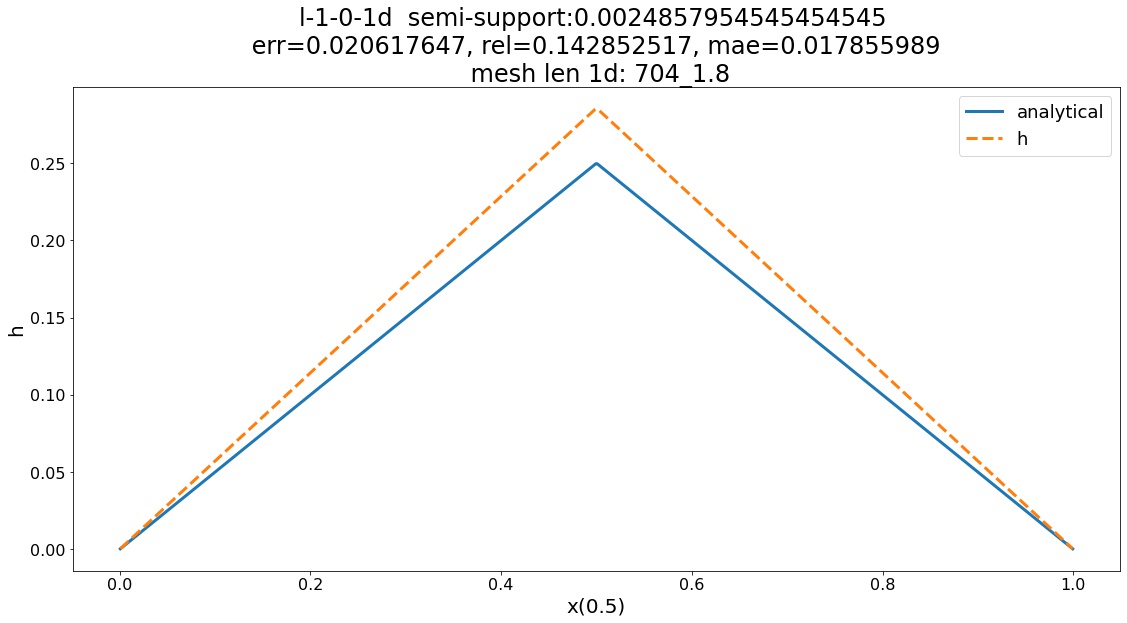 l-1-0-1d  semi-support:0.0024857954545454545
err=0.020617647, rel=0.142852517, mae=0.017855989
mesh len 1d: 704_1.8
analytical
h
0.25
0.20
0.15
0.10
0.05
0.00
h
0.0
0.2
0.4
0.6
0.8
1.0
x(0.5)